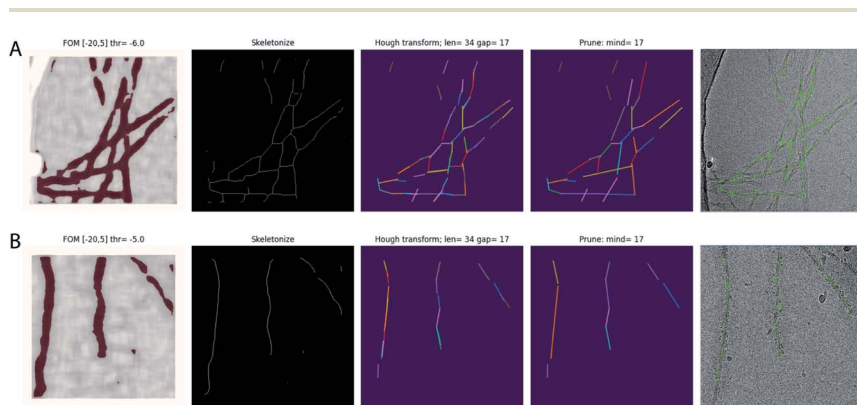 A
FOM [-20,5] thr= -6.0
Skeletonize
Hough transform; len= 34 gap= 17
Prune: mind= 17
B
FOM [-20,5] thr= -5.0
Skeletonize
Hough transform; len= 34 gap= 17
Prune: mind= 17